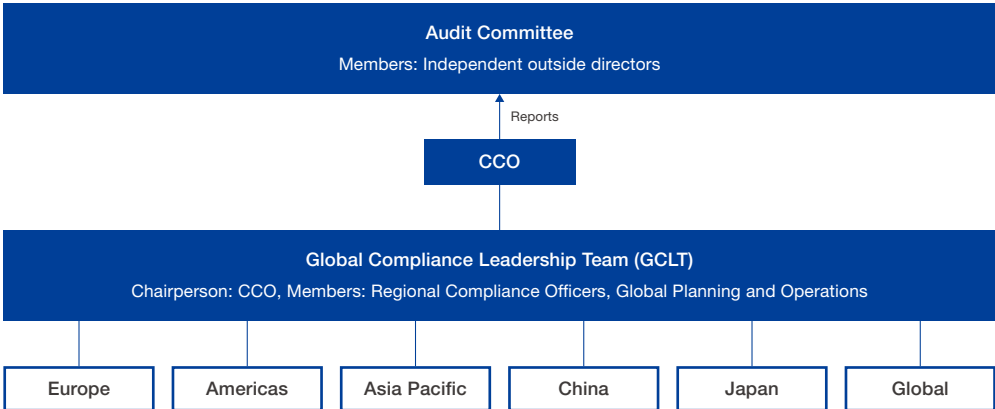 Audit Committee
Members: Independent outside directors
Reports
CCO
Global Compliance Leadership Team (GCLT)
Chairperson: CCO, Members: Regional Compliance Officers, Global Planning and Operations
Europe
Americas
Asia Pacific
China
Japan
Global